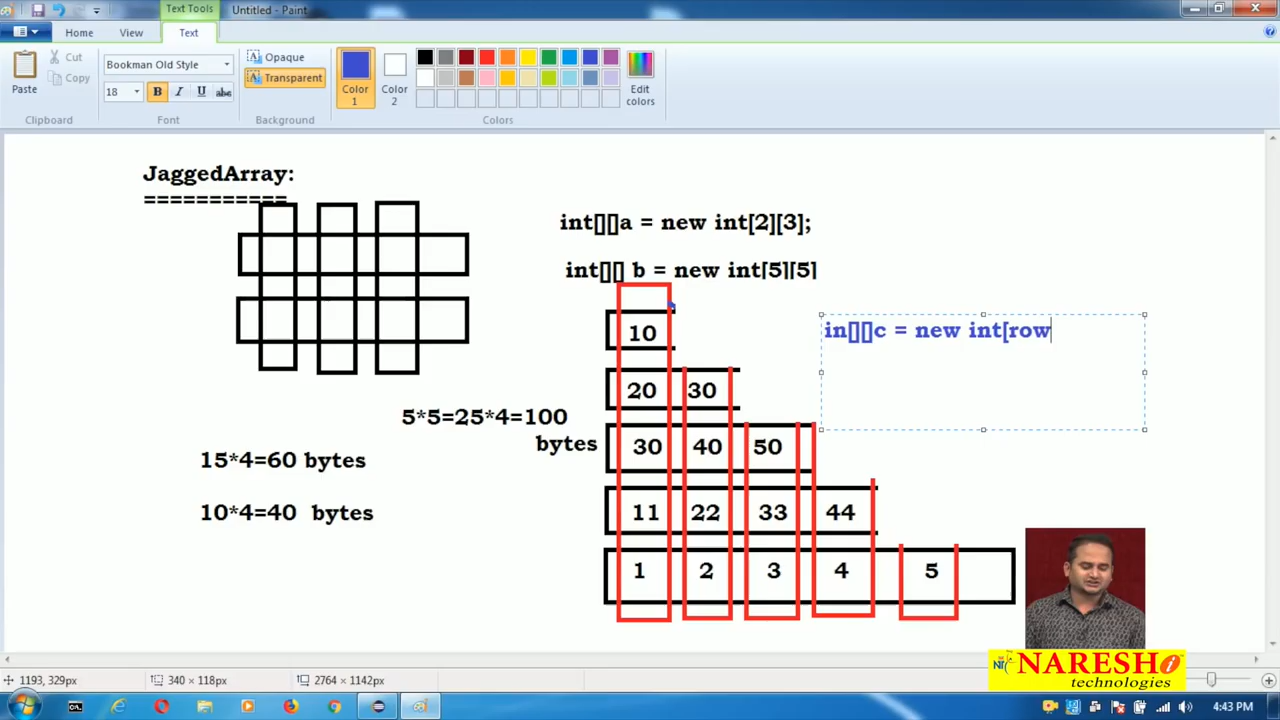 Text Tools
Untitled - Paint
Home
View
Text
Paste
Cut
Copy
Clipboard
Bookman Old Style
18
B
I
U
abc
Font
Opaque
Transparent
Background
Color 1
Color 2
Edit colors
Colors
JaggedArray:
===========
int[][]a = new int[2][3];
int[][] b = new int[5][5]
in[][]c = new int[row
10
20 30
30 40 50
11 22 33 44
1 2 3 4 5
5*5=25*4=100
bytes
15*4=60 bytes
10*4=40 bytes
NARESH i
technologies
1193, 329px
340 × 118px
2764 × 1142px
4:43 PM